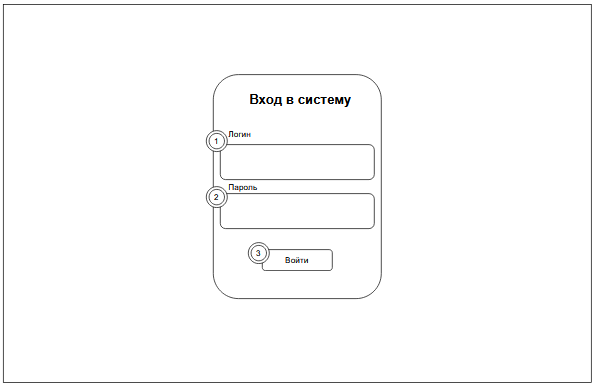 Вход в систему
1
Логин
2
Пароль
3
Войти